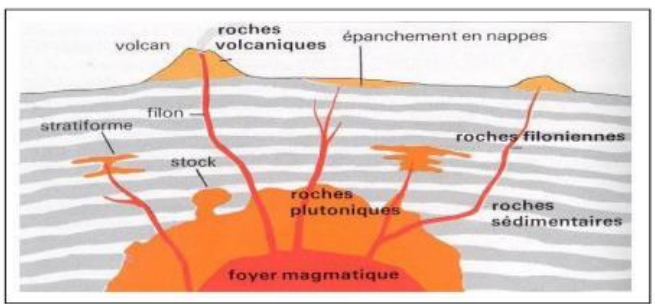 roches
volcaniques
volcan
épanchement en nappes
filon
stratiforme
roches filoniennes
stock
roches
plutoniques
roches
sédimentaires
foyer magmatique